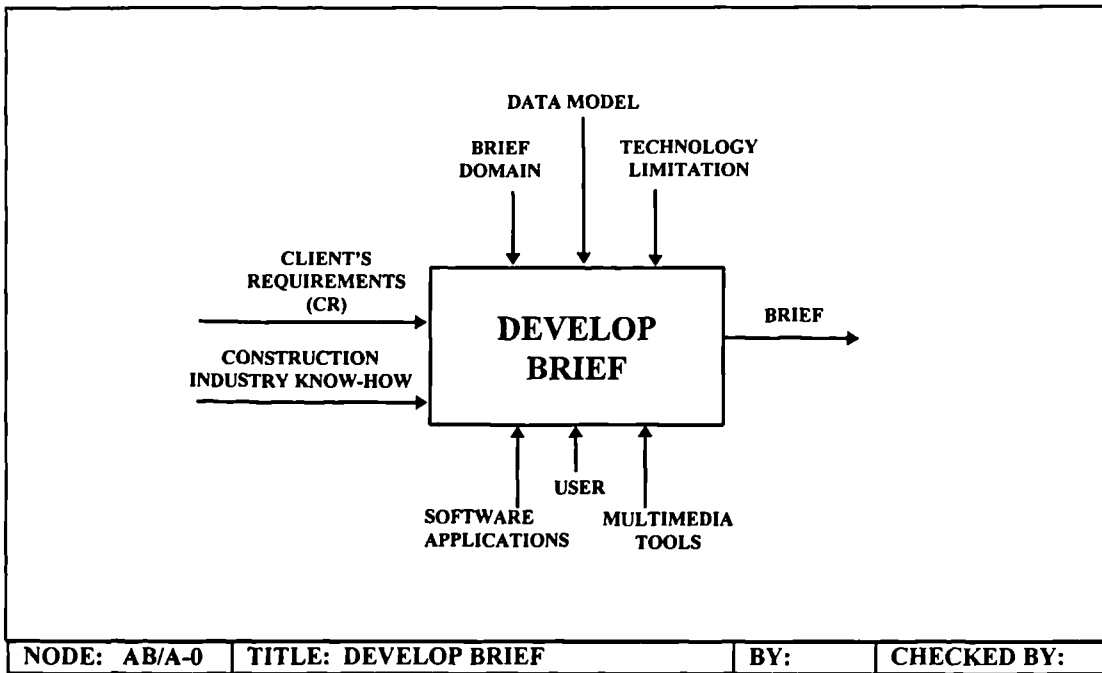 DATA MODEL
BRIEF
DOMAIN
TECHNOLOGY
LIMITATION
CLIENT'S
REQUIREMENTS
(CR)
CONSTRUCTION
INDUSTRY KNOW-HOW
DEVELOP
BRIEF
BRIEF
SOFTWARE
APPLICATIONS
USER
MULTIMEDIA
TOOLS
NODE: AB/A-0
TITLE: DEVELOP BRIEF
BY:
CHECKED BY: